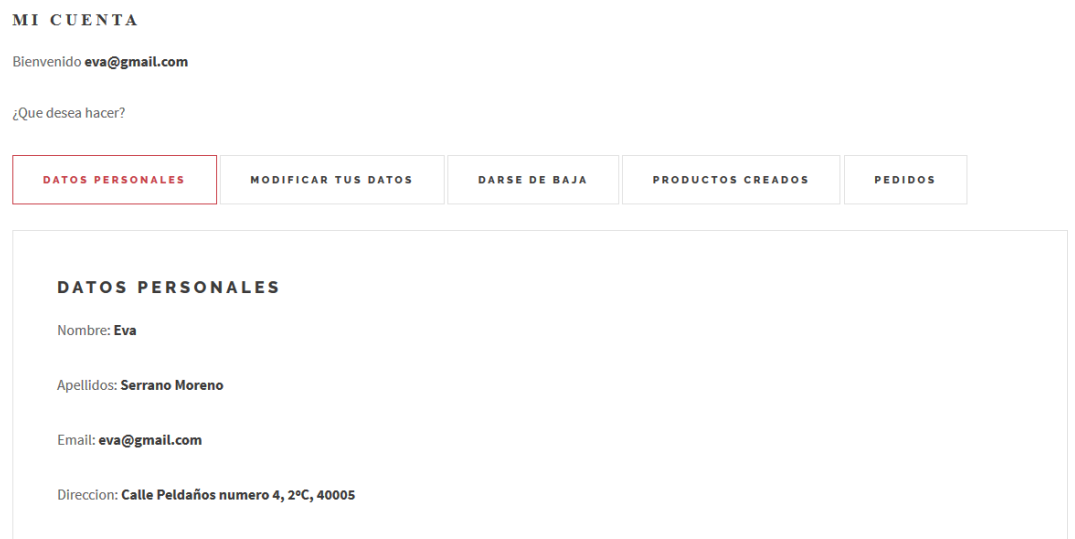 MI CUENTA
Bienvenido eva@gmail.com
¿Que desea hacer?
DATOS PERSONALES MODIFICAR TUS DATOS DARSE DE BAJA PRODUCTOS CREADOS PEDIDOS
DATOS PERSONALES
Nombre: Eva
Apellidos: Serrano Moreno
Email: eva@gmail.com
Direccion: Calle Peldaños numero 4, 2ºC, 40005